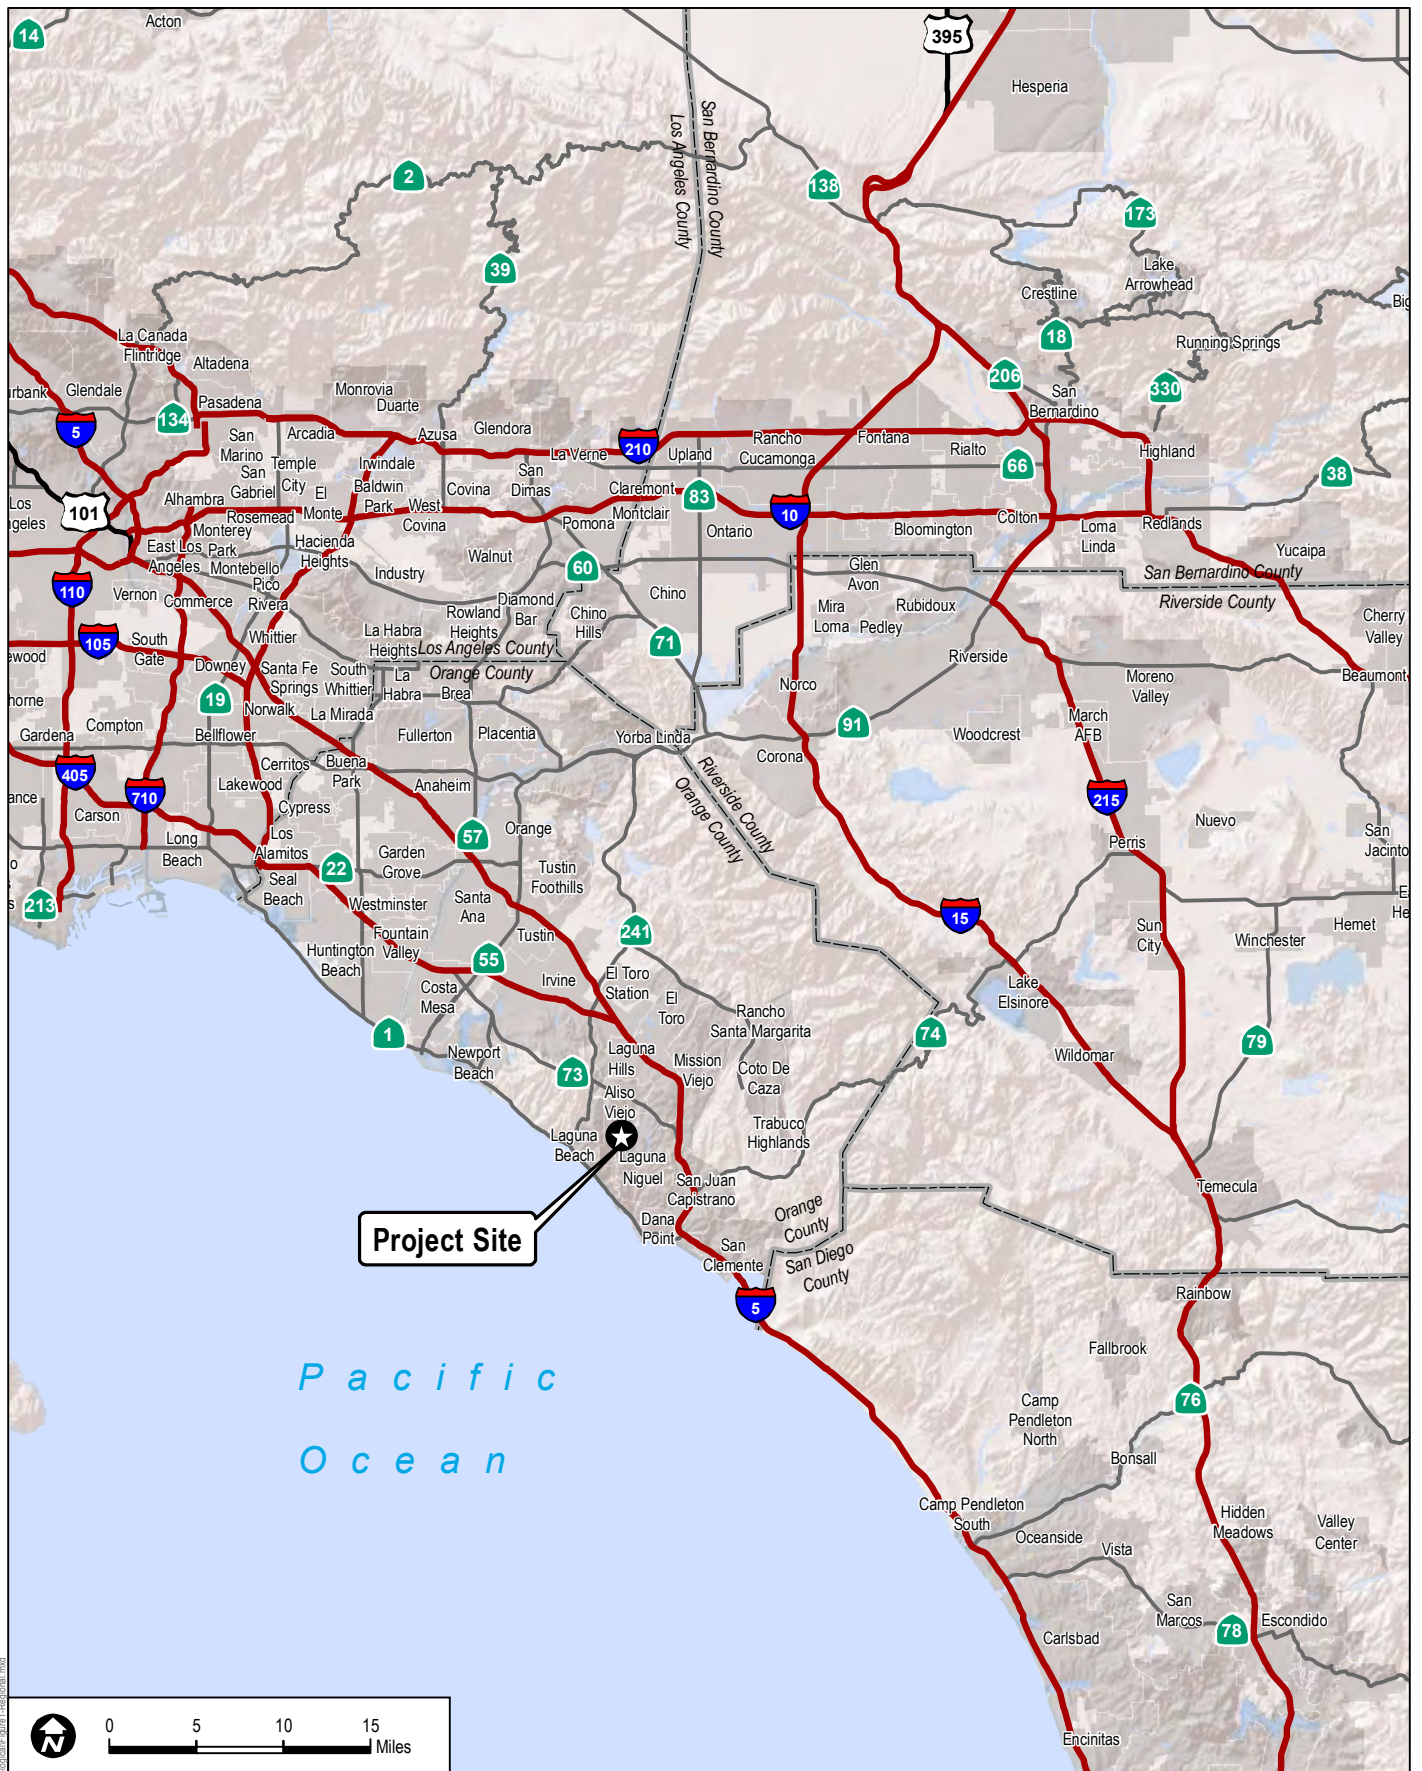 14
Acton
395
Hesperia
San Bernardino County
Los Angeles County
2
138
173
39
Lake
Arrowhead
Crestline
Big
18
Running Springs
La Canada
Flintridge
Altadena
206
330
urbank
Glendale
Monrovia
Duarte
San
Bernardino
134
Pasadena
5
Arcadia
Azusa
Glendora
La Verne
210
Upland
Rancho
Cucamonga
Fontana
Rialto
66
Highland
38
San
Marino
San
Gabriel
Temple
City
Irwindale
Baldwin
Park
El
Monte
West
Covina
Covina
San
Dimas
Claremont
Montclair
83
10
Los
ngeles
101
Alhambra
Rosemead
Monterey
Park
Pomona
Ontario
Bloomington
Colton
Loma
Linda
Redlands
Yucaipa
East Los
Angeles
Montebello
Hacienda
Heights
Walnut
Industry
60
Glen
Avon
San Bernardino County
Riverside County
110
Vernon
Commerce
Pico
Rivera
Rowland
Heights
Diamond
Bar
Chino
Hills
Chino
Mira
Loma
Pedley
Rubidoux
Cherry
Valley
105
South
Gate
ewood
Whittier
La Habra
Heights
Los Angeles County
Orange County
71
Riverside
Beaumont
Downey
Santa Fe
Springs
South
Whittier
La
Habra
Brea
Norco
Moreno
Valley
19
Norwalk
La Mirada
horne
Compton
Gardena
Bellflower
Fullerton
Placentia
Yorba Linda
Corona
91
Woodcrest
March
AFB
405
710
Cerritos
Lakewood
Buena
Park
Anaheim
Riverside County
Orange County
215
ance
Carson
Cypress
Nuevo
Long
Beach
Los
Alamitos
57
Orange
Perris
San
Jacinto
o
22
Garden
Grove
Tustin
Foothills
s
213
Seal
Beach
Westminster
Santa
Ana
15
Hemet
Fountain
Valley
Tustin
241
Sun
City
Winchester
Huntington
Beach
55
Irvine
El Toro
Station
Costa
Mesa
El
Toro
Rancho
Santa Margarita
Lake
Elsinore
1
74
79
Newport
Beach
Laguna
Hills
Mission
Viejo
Wildomar
73
Coto De
Caza
Aliso
Viejo
Trabuco
Highlands
Laguna
Beach
Laguna
Niguel
San Juan
Capistrano
Temecula
Project Site
Dana
Point
Orange
County
San
Clemente
San Diego
County
5
Rainbow
Fallbrook
Pacific
76
Camp
Pendleton
North
Ocean
Bonsall
Camp Pendleton
South
Hidden
Meadows
Valley
Center
Oceanside
Vista
San
Marcos
78
Escondido
Carlsbad
Encinitas
N
0 5 10 15
Miles